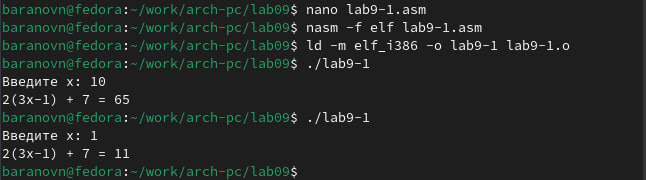 baranovn@fedora:~/work/arch-pc/lab09$ nano lab9-1.asm
baranovn@fedora:~/work/arch-pc/lab09$ nasm -f elf lab9-1.asm
baranovn@fedora:~/work/arch-pc/lab09$ ld -m elf_i386 -o lab9-1 lab9-1.o
baranovn@fedora:~/work/arch-pc/lab09$ ./lab9-1
Введите x: 10
2(3x-1) + 7 = 65
baranovn@fedora:~/work/arch-pc/lab09$ ./lab9-1
Введите x: 1
2(3x-1) + 7 = 11
baranovn@fedora:~/work/arch-pc/lab09$